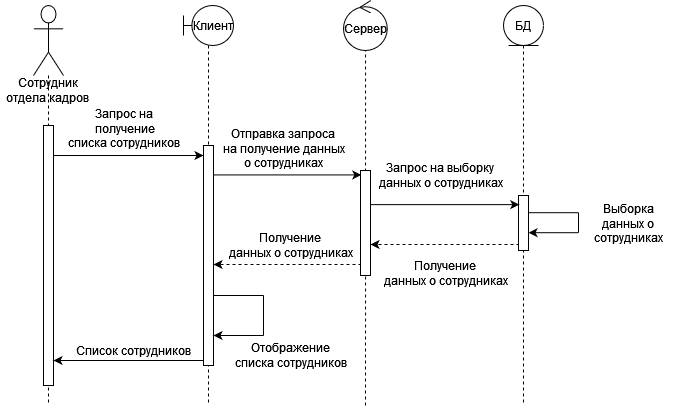 Клиент
Сервер
БД
Сотрудник
отдела кадров
Запрос на
получение
списка сотрудников
Отправка запроса
на получение данных
о сотрудниках
Запрос на выборку
данных о сотрудниках
Выборка
данных о
сотрудниках
Получение
данных о сотрудниках
Получение
данных о сотрудниках
Список сотрудников
Отображение
списка сотрудников